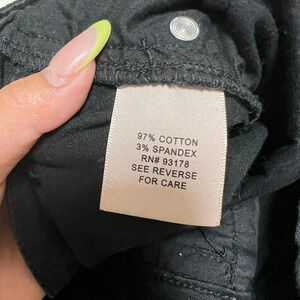 97% COTTON
3% SPANDEX
RN# 93178
SEE REVERSE
FOR CARE